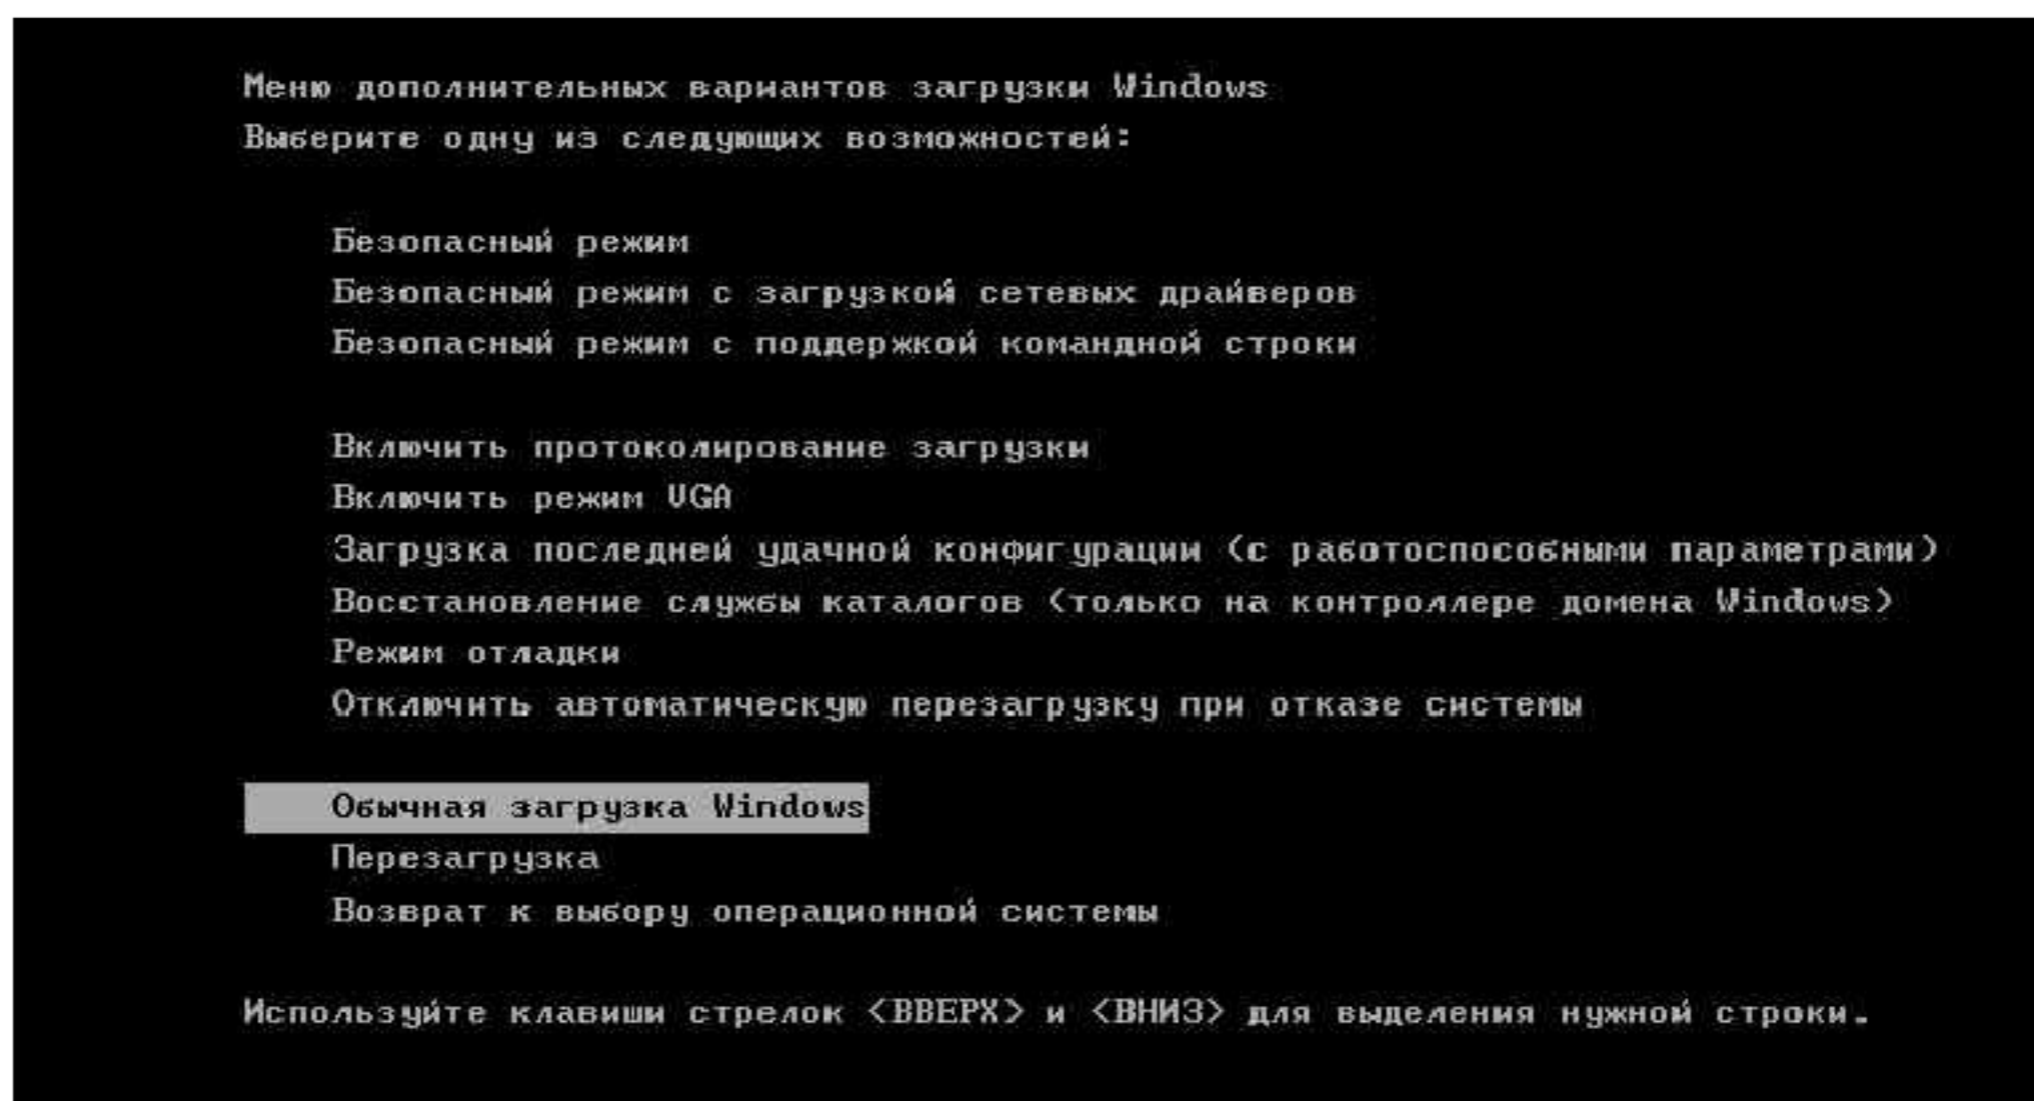 Меню дополнительных вариантов загрузки Windows
Выберите одну из следующих возможностей:
Безопасный режим
Безопасный режим с загрузкой сетевых драйверов
Безопасный режим с поддержкой командной строки
Включить протоколирование загрузки
Включить режим VGA
Загрузка последней удачной конфигурации (с работоспособными параметрами)
Восстановление службы каталогов (только на контроллере домена Windows)
Режим отладки
Отключить автоматическую перезагрузку при отказе системы
Обычная загрузка Windows
Перезагрузка
Возврат к выбору операционной системы
Используйте клавиши стрелок <ВВЕРХ> и <ВНИЗ> для выделения нужной строки.